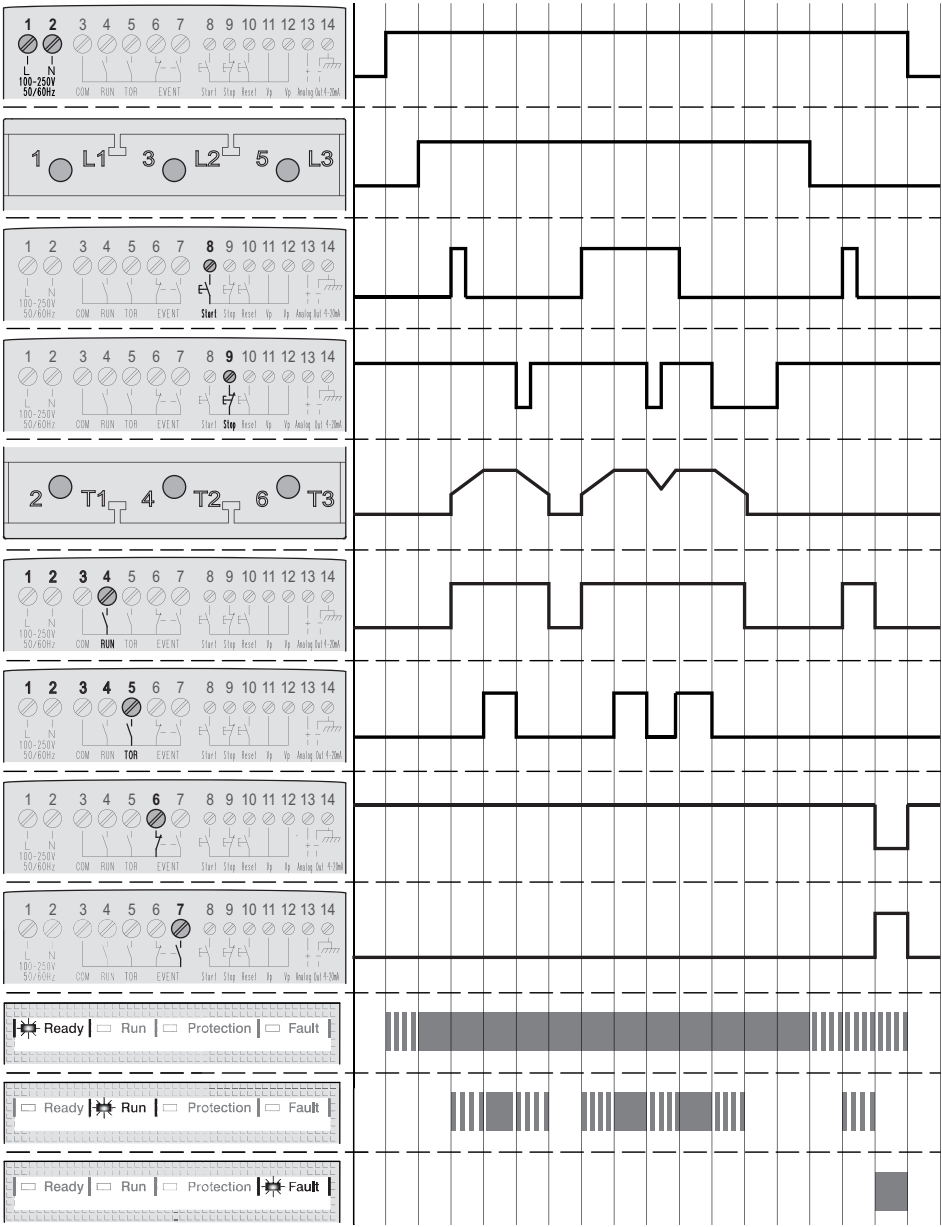 1 2 3 4 5 6 7 8 9 10 11 12 13 14
L N
100-250V
50/60Hz COM RUN TOR EVENT Start Stop Reset Vp Vp Analog Out 4-20mA
1 L1 3 L2 5 L3
1 2 3 4 5 6 7 8 9 10 11 12 13 14
L N
100-250V
50/60Hz COM RUN TOR EVENT Start Stop Reset Vp Vp Analog Out 4-20mA
1 2 3 4 5 6 7 8 9 10 11 12 13 14
L N
100-250V
50/60Hz COM RUN TOR EVENT Start Stop Reset Vp Vp Analog Out 4-20mA
2 T1 4 T2 6 T3
1 2 3 4 5 6 7 8 9 10 11 12 13 14
L N
100-250V
50/60Hz COM RUN TOR EVENT Start Stop Reset Vp Vp Analog Out 4-20mA
1 2 3 4 5 6 7 8 9 10 11 12 13 14
L N
100-250V
50/60Hz COM RUN TOR EVENT Start Stop Reset Vp Vp Analog Out 4-20mA
1 2 3 4 5 6 7 8 9 10 11 12 13 14
L N
100-250V
50/60Hz COM RUN TOR EVENT Start Stop Reset Vp Vp Analog Out 4-20mA
1 2 3 4 5 6 7 8 9 10 11 12 13 14
L N
100-250V
50/60Hz COM RUN TOR EVENT Start Stop Reset Vp Vp Analog Out 4-20mA
Ready Run Protection Fault
Ready Run Protection Fault
Ready Run Protection Fault